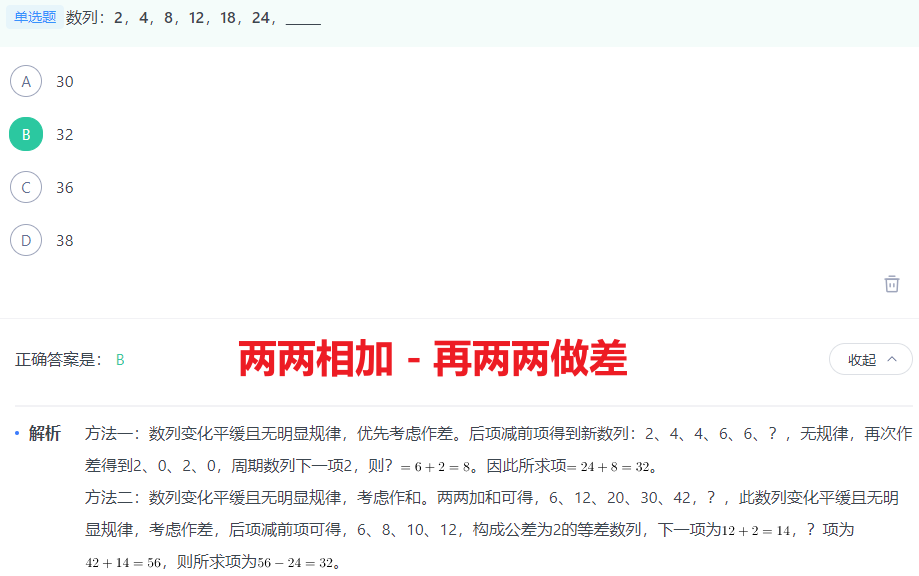 单选题 数列：2，4，8，12，18，24，____
A 30
B 32
C 36
D 38
正确答案是： B
两两相加 - 再两两做差
收起
• 解析 方法一：数列变化平缓且无明显规律，优先考虑作差。后项减前项得到新数列：2、4、4、6、6、？，无规律，再次作
差得到2、0、2、0，周期数列下一项2，则？= 6 + 2 = 8。因此所求项= 24 + 8 = 32。
方法二：数列变化平缓且无明显规律，考虑作和。两两加和可得，6、12、20、30、42，？，此数列变化平缓且无明
显规律，考虑作差，后项减前项可得，6、8、10、12，构成公差为2的等差数列，下一项为12 + 2 = 14，？项为
42 + 14 = 56，则所求项为56 − 24 = 32。